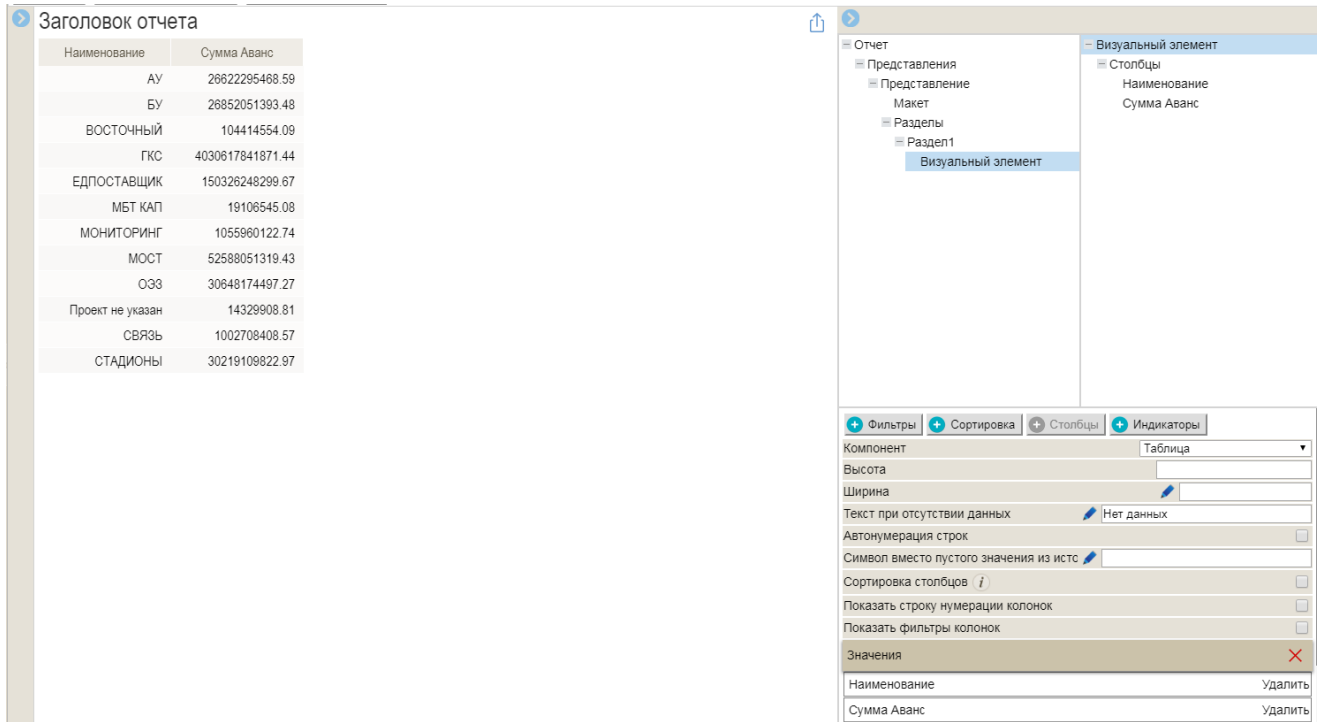 Заголовок отчета
Наименование Сумма Аванс
АУ 26622295468.59
БУ 26852051393.48
ВОСТОЧНЫЙ 104414554.09
ГКС 4030617841871.44
ЕДПОСТАВЩИК 150326248299.67
МБТ КАП 19106545.08
МОНИТОРИНГ 1055960122.74
МОСТ 52588051319.43
ОЭЗ 30648174497.27
Проект не указан 14329908.81
СВЯЗЬ 1002708408.57
СТАДИОНЫ 30219109822.97
Отчет
Представления
Представление
Макет
Разделы
Раздел1
Визуальный элемент
Визуальный элемент
Столбцы
Наименование
Сумма Аванс
Фильтры Сортировка Столбцы Индикаторы
Компонент Таблица
Высота
Ширина
Текст при отсутствии данных Нет данных
Автонумерация строк
Символ вместо пустого значения из истс
Сортировка столбцов i
Показать строку нумерации колонок
Показать фильтры колонок
Значения
Наименование Удалить
Сумма Аванс Удалить